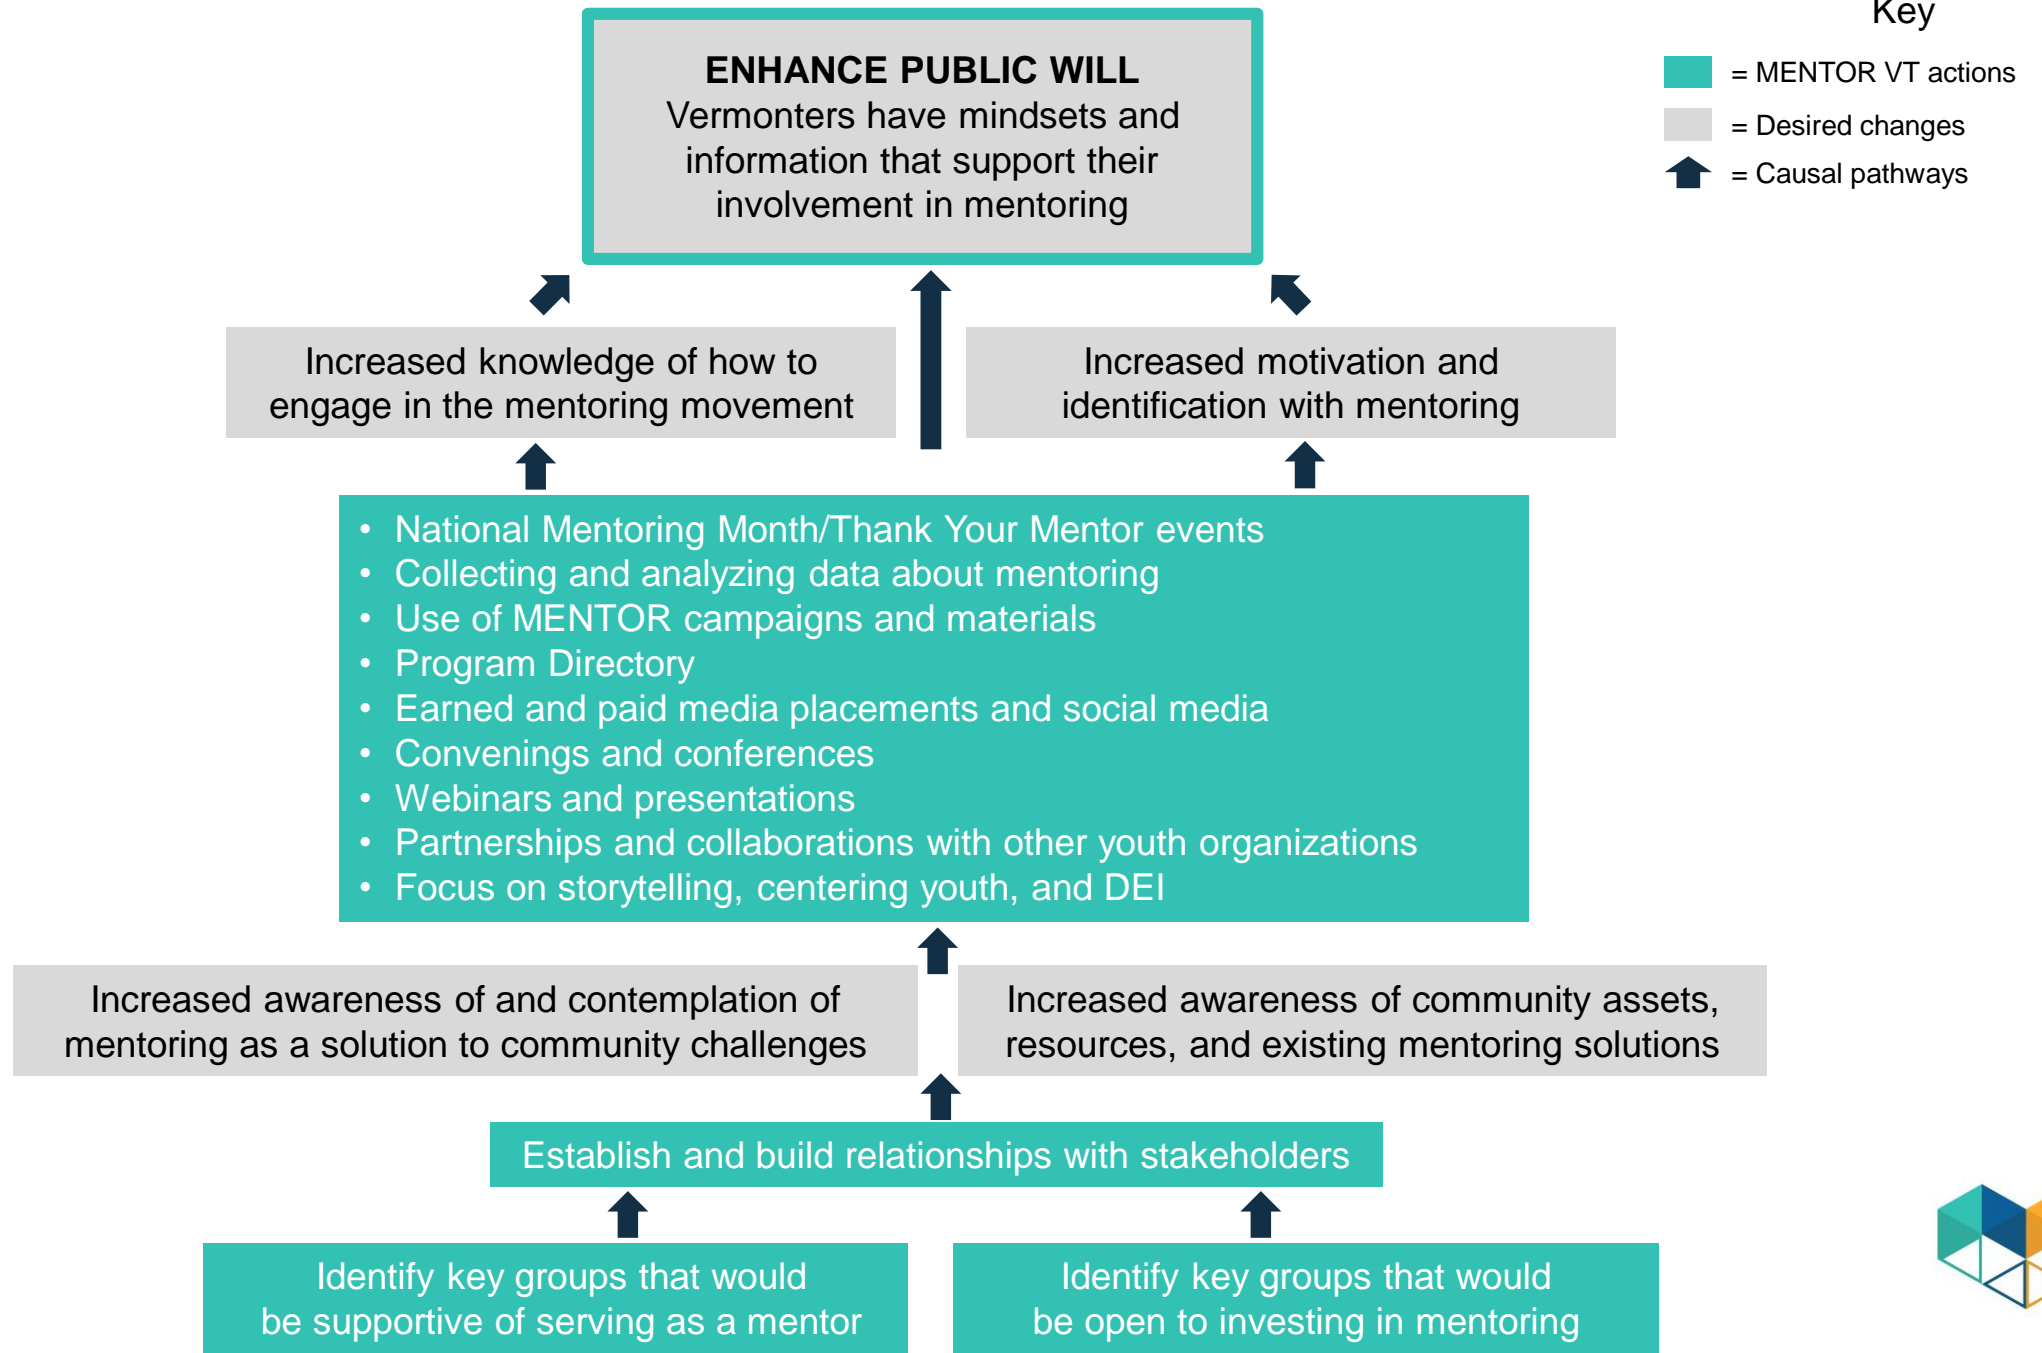 Key
= MENTOR VT actions
= Desired changes
= Causal pathways
ENHANCE PUBLIC WILL
Vermonters have mindsets and
information that support their
involvement in mentoring
Increased knowledge of how to
engage in the mentoring movement
Increased motivation and
identification with mentoring
• National Mentoring Month/Thank Your Mentor events
• Collecting and analyzing data about mentoring
• Use of MENTOR campaigns and materials
• Program Directory
• Earned and paid media placements and social media
• Convenings and conferences
• Webinars and presentations
• Partnerships and collaborations with other youth organizations
• Focus on storytelling, centering youth, and DEI
Increased awareness of and contemplation of
mentoring as a solution to community challenges
Increased awareness of community assets,
resources, and existing mentoring solutions
Establish and build relationships with stakeholders
Identify key groups that would
be supportive of serving as a mentor
Identify key groups that would
be open to investing in mentoring